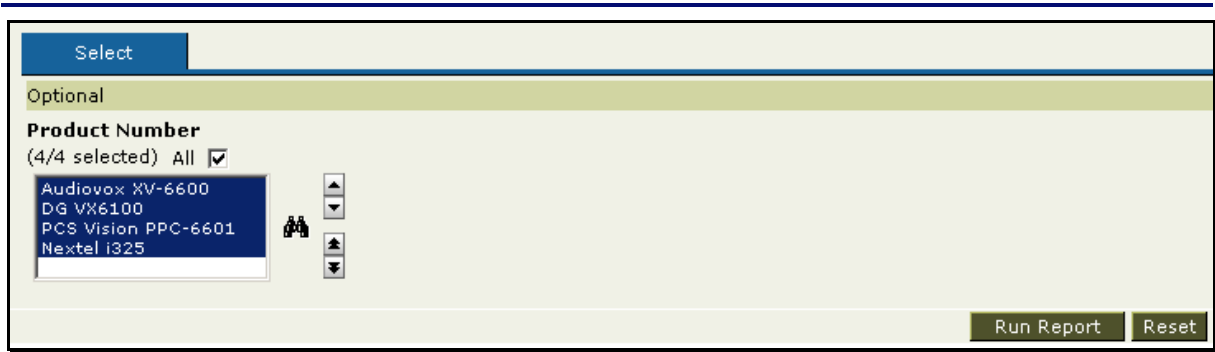 Select
Optional
Product Number
(4/4 selected) All
Audiovox XV-6600
DG VX6100
PCS Vision PPC-6601
Nextel i325
Run Report Reset